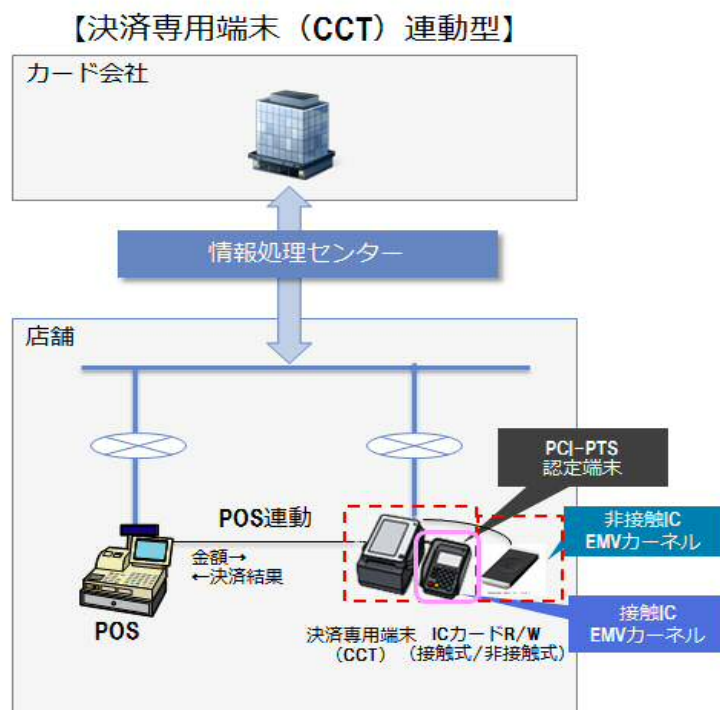 【決済専用端末（CCT）連動型】
カード会社
情報処理センター
店舗
PCI-PTS
認定端末
POS連動
金額→
←決済結果
非接触IC
EMVカーネル
接触IC
EMVカーネル
POS
決済専用端末
（CCT）
ICカードR/W
(接触式/非接触式)